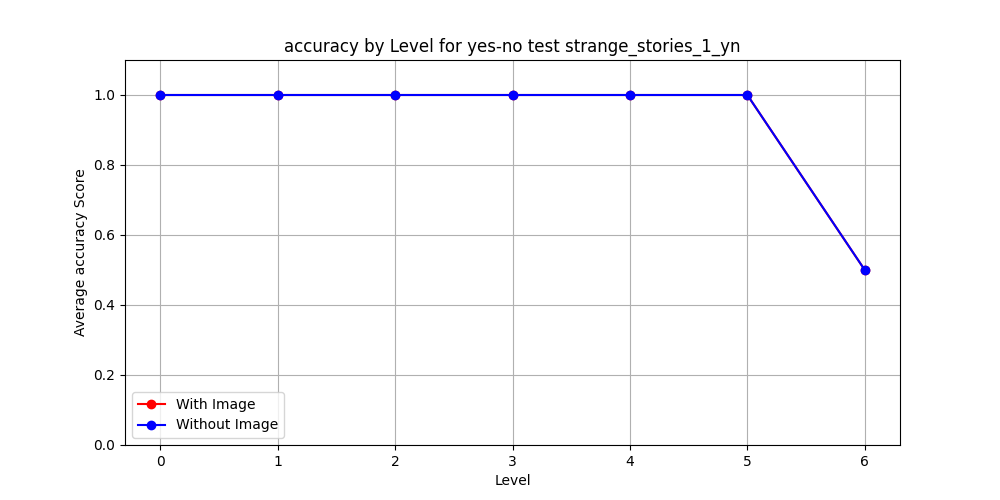 accuracy by Level for yes-no test strange_stories_1_yn
Average accuracy Score
1.0
0.8
0.6
0.4
0.2
0.0
With Image
Without Image
0 1 2 3 4 5 6
Level